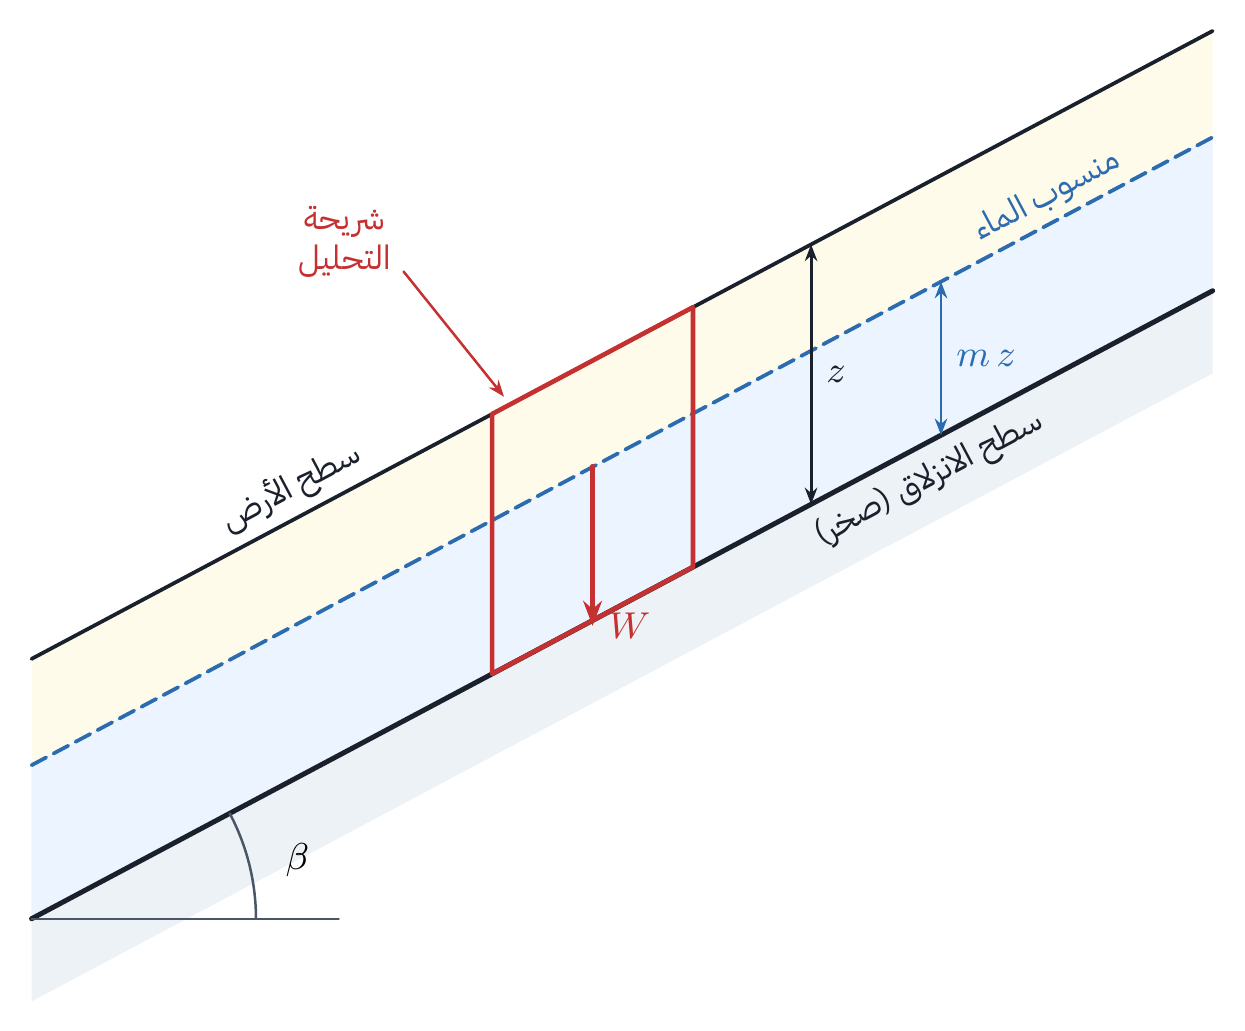 منسوب الماء
شريحة
التحليل
z
m z
سطح الأرض
سطح الانزلاق (صخر)
W
β